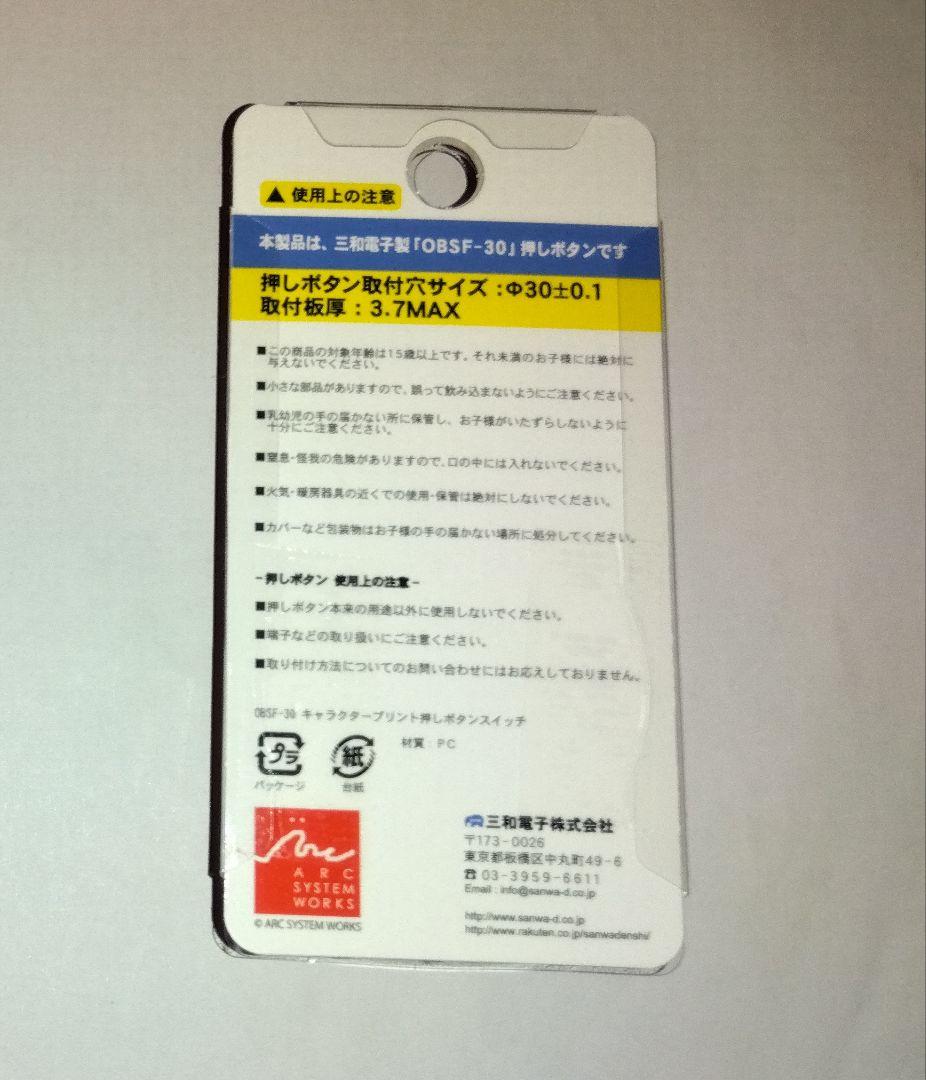 ▲ 使用上の注意
本製品は、三和電子製「OBSF-30」押しボタンです
押しボタン取付穴サイズ：Φ30±0.1
取付板厚：3.7MAX
■この商品の対象年齢は15歳以上です。それ未満のお子様には絶対に
与えないでください。
■小さな部品がありますので、誤って飲み込まないようにご注意ください。
■乳幼児の手の届かない所に保管し、お子様がいたずらしないように
十分にご注意ください。
■窒息・怪我の危険がありますので、口の中には入れないでください。
■火気・暖房器具の近くでの使用・保管は絶対にしないでください。
■カバーなど包装物はお子様の手の届かない場所に処分してください。
－押しボタン 使用上の注意－
■押しボタン本来の用途以外に使用しないでください。
■端子などの取り扱いにご注意ください。
■取り付け方法についてのお問い合わせにはお応えしておりません。
OBSF-30 キャラクタープリント押しボタンスイッチ
プラ
パッケージ
紙
台紙
材質：PC
Arc
ARC
SYSTEM
WORKS
© ARC SYSTEM WORKS
三和電子株式会社
〒173-0026
東京都板橋区中丸町49-6
☎ 03-3959-6611
Email : info@sanwa-d.co.jp
http://www.sanwa-d.co.jp
http://www.rakuten.co.jp/sanwadenshi/